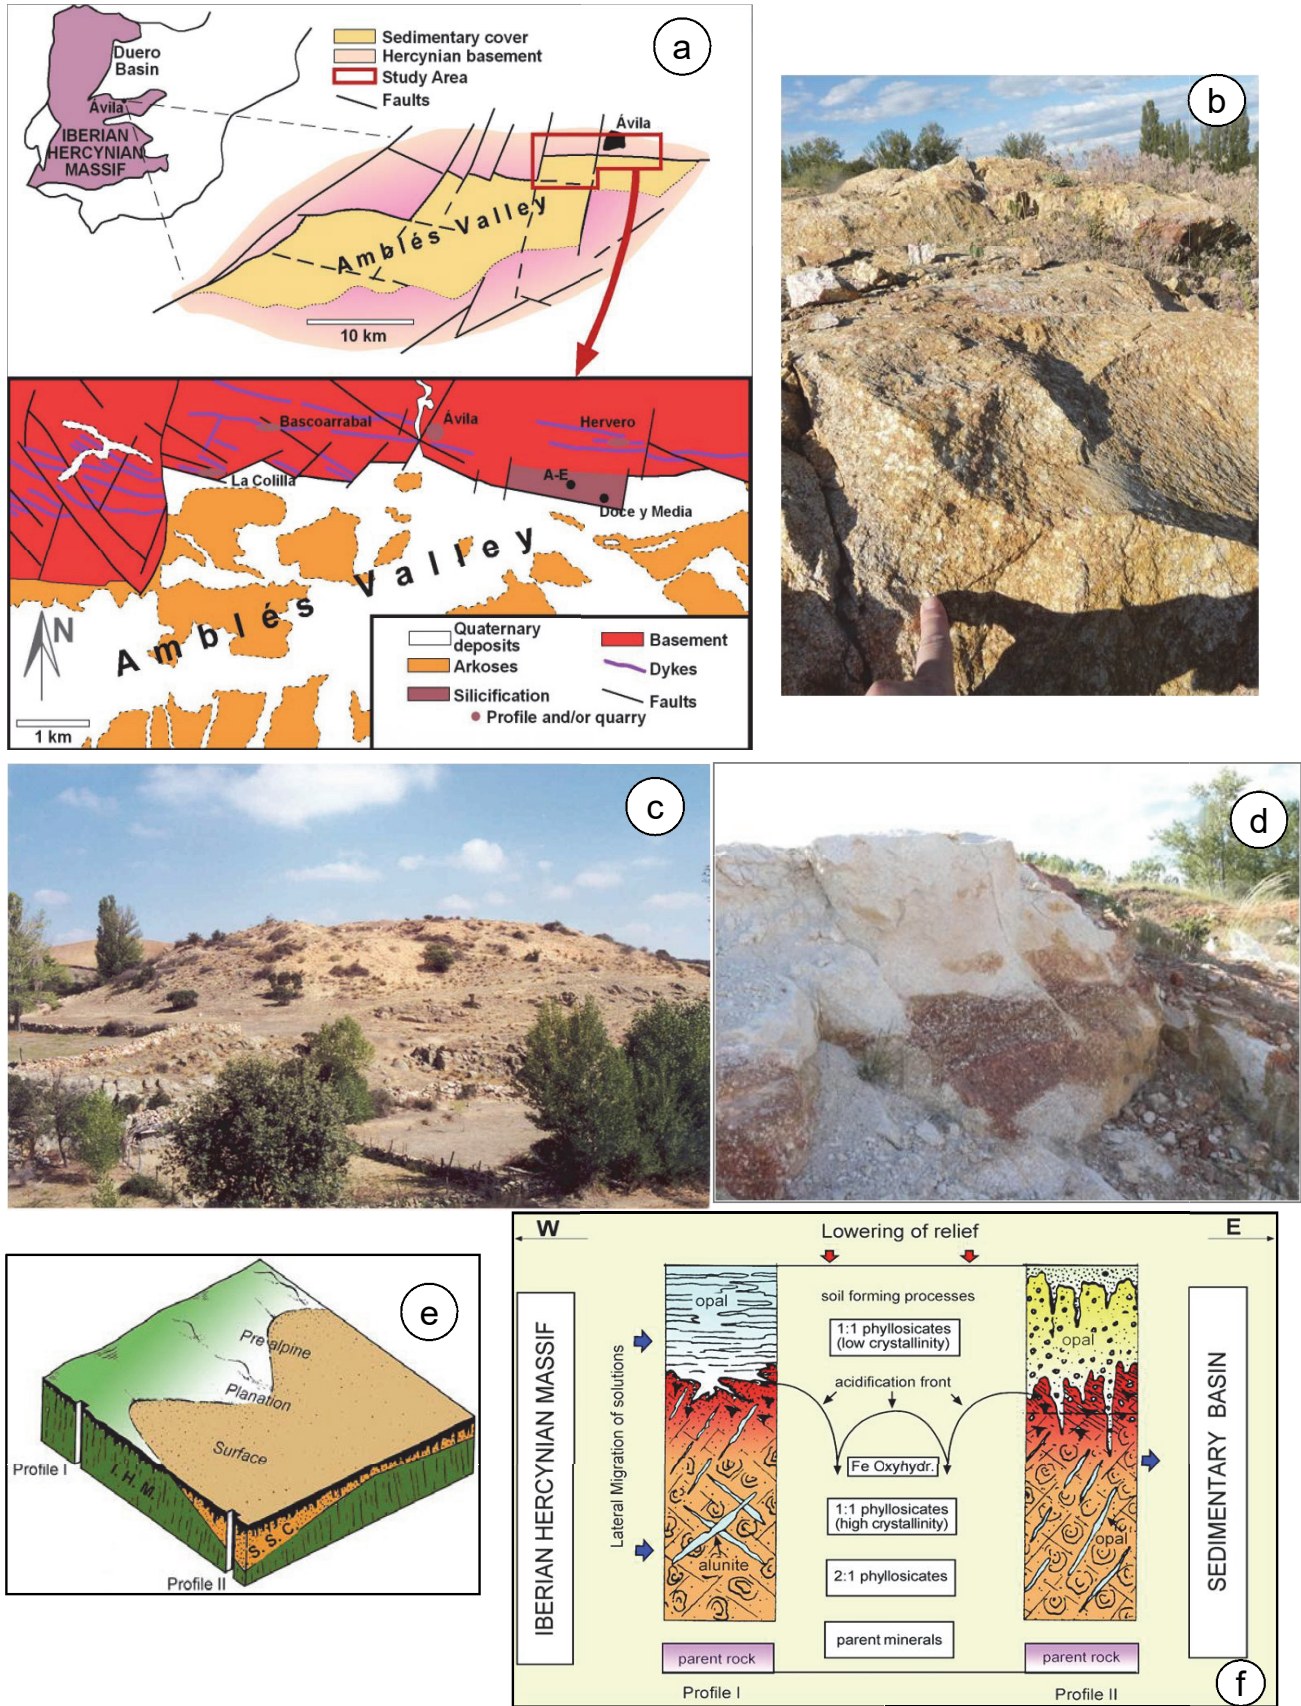 a
Duero
Basin
Ávila
IBERIAN
HERCYNIAN
MASSIF
Sedimentary cover
Hercynian basement
Study Area
Faults
Ávila
Amblés Valley
10 km
Bascoarrabal
Ávila
Hervero
La Colilla
A-E
Doce y Media
Amblés Valley
N
1 km
Quaternary
deposits
Arkoses
Silicification
Profile and/or quarry
Basement
Dykes
Faults
b
c
d
e
Pre alpine
Planation
Surface
Profile I
I. H. M.
S. S. C.
Profile II
W
Lowering of relief
E
IBERIAN HERCYNIAN MASSIF
Lateral Migration of solutions
opal
alunite
parent rock
Profile I
soil forming processes
1:1 phyllosicates
(low crystallinity)
acidification front
Fe Oxyhydr.
1:1 phyllosicates
(high crystallinity)
2:1 phyllosicates
parent minerals
opal
opal
parent rock
Profile II
SEDIMENTARY BASIN
f